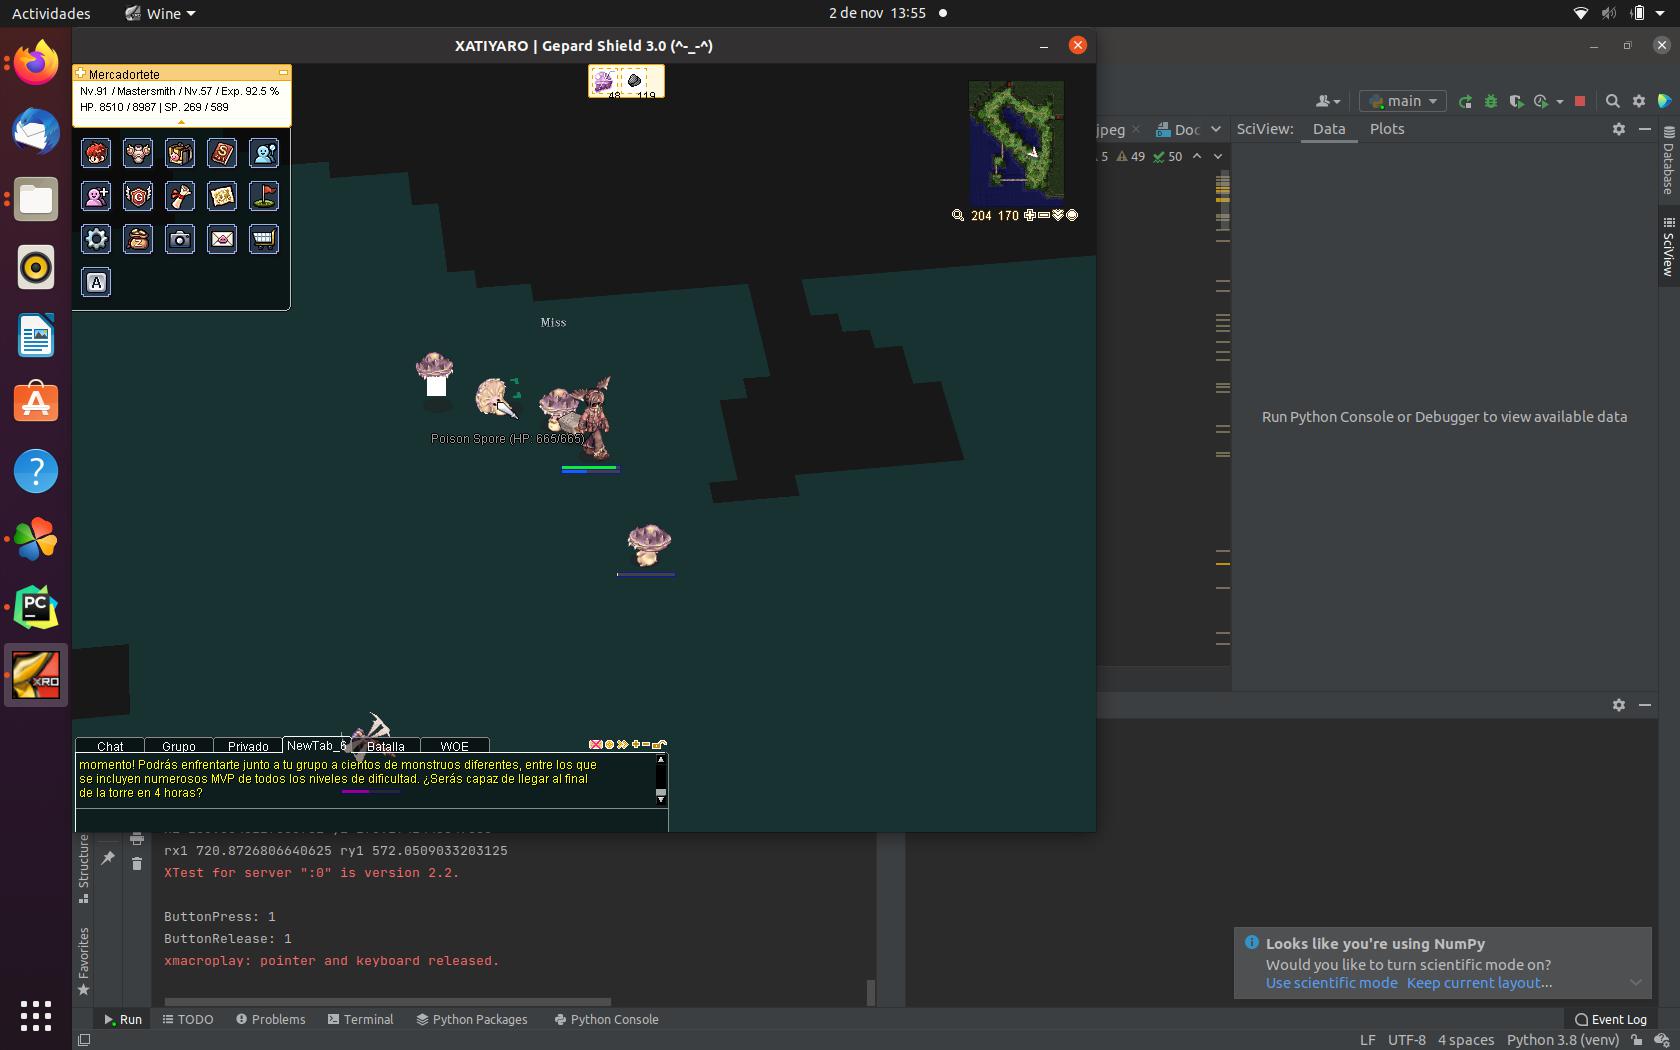 Actividades
Wine
2 de nov 13:55
XATIYARO | Gepard Shield 3.0 (^-_-^)
Mercadortete
Nv.91 / Mastersmith / Nv.57 / Exp. 92.5 %
HP. 8510 / 8987 | SP. 269 / 589
48 119
204 170
main
jpeg
Doc
5 49 50
SciView:
Data
Plots
Database
SciView
Run Python Console or Debugger to view available data
Miss
Poison Spore (HP: 665/665)
A
G
S
?
PC
XRO
Chat
Grupo
Privado
NewTab_6
Batalla
WOE
momento! Podrás enfrentarte junto a tu grupo a cientos de monstruos diferentes, entre los que
se incluyen numerosos MVP de todos los niveles de dificultad. ¿Serás capaz de llegar al final
de la torre en 4 horas?
Structure
Favorites
rx1 720.8726806640625 ry1 572.0509033203125
XTest for server ":0" is version 2.2.
ButtonPress: 1
ButtonRelease: 1
xmacroplay: pointer and keyboard released.
Looks like you're using NumPy
Would you like to turn scientific mode on?
Use scientific mode Keep current layout...
Run
TODO
Problems
Terminal
Python Packages
Python Console
Event Log
LF UTF-8 4 spaces Python 3.8 (venv)